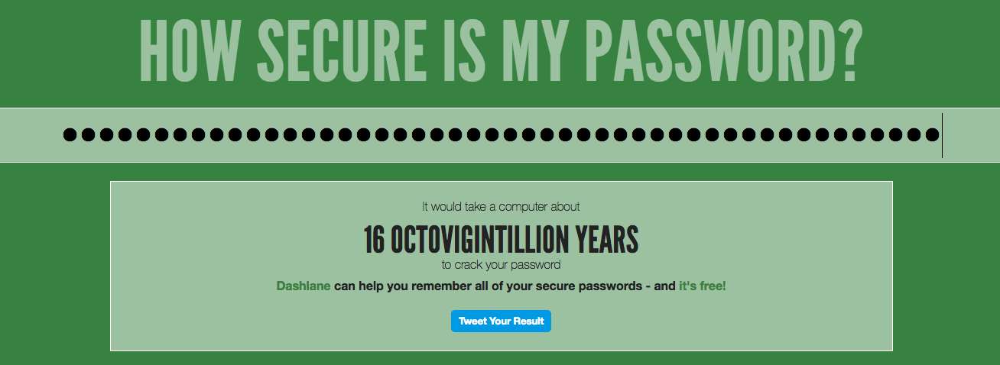 HOW SECURE IS MY PASSWORD?
It would take a computer about
16 OCTOVIGINTILLION YEARS
to crack your password
Dashlane can help you remember all of your secure passwords - and it's free!
Tweet Your Result